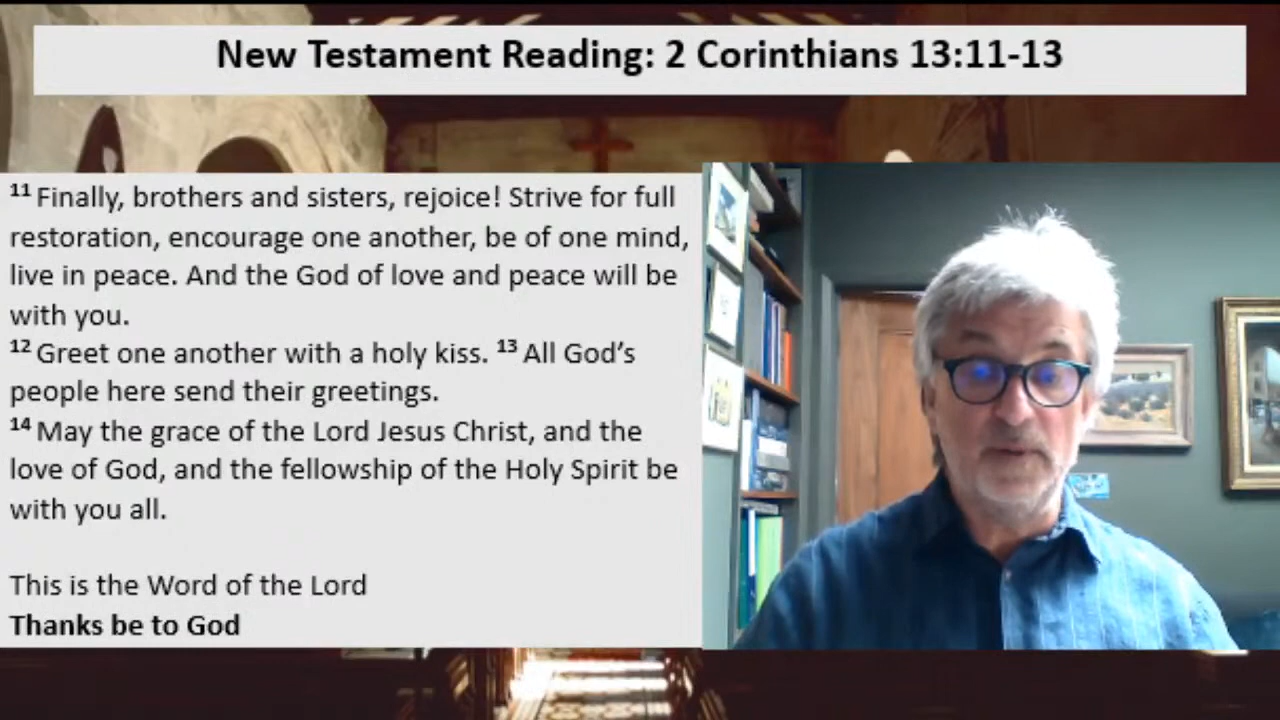 New Testament Reading: 2 Corinthians 13:11-13
11 Finally, brothers and sisters, rejoice! Strive for full
restoration, encourage one another, be of one mind,
live in peace. And the God of love and peace will be
with you.
12 Greet one another with a holy kiss. 13 All God’s
people here send their greetings.
14 May the grace of the Lord Jesus Christ, and the
love of God, and the fellowship of the Holy Spirit be
with you all.
This is the Word of the Lord
Thanks be to God